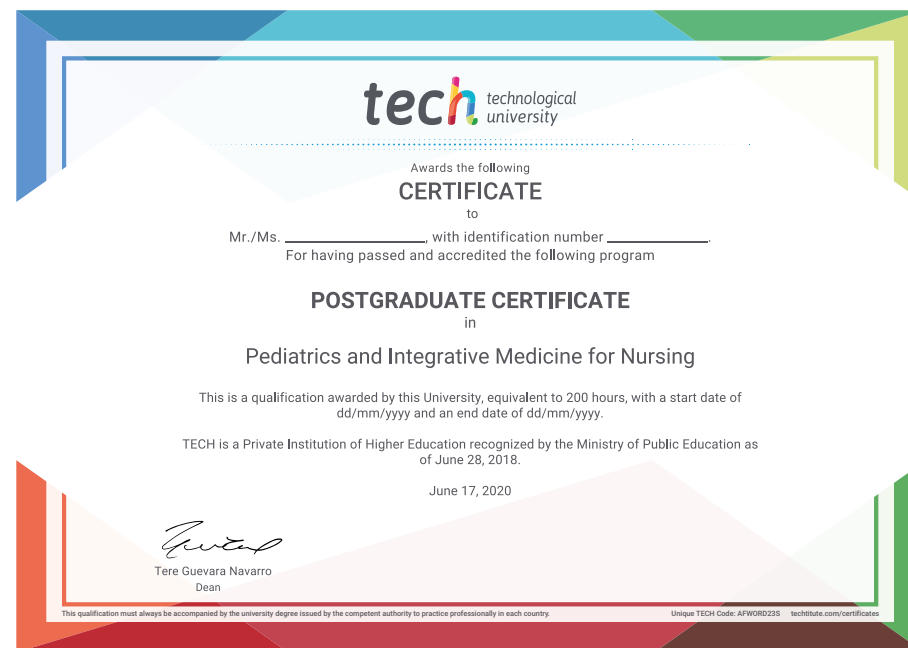 tech technological
university
Awards the following
CERTIFICATE
to
Mr./Ms. ____________________, with identification number __________________.
For having passed and accredited the following program
POSTGRADUATE CERTIFICATE
in
Pediatrics and Integrative Medicine for Nursing
This is a qualification awarded by this University, equivalent to 200 hours, with a start date of
dd/mm/yyyy and an end date of dd/mm/yyyy.
TECH is a Private Institution of Higher Education recognized by the Ministry of Public Education as
of June 28, 2018.
June 17, 2020
Tere Guevara Navarro
Dean
This qualification must always be accompanied by the university degree issued by the competent authority to practice professionally in each country. Unique TECH Code: AFWORD23S techtitute.com/certificates